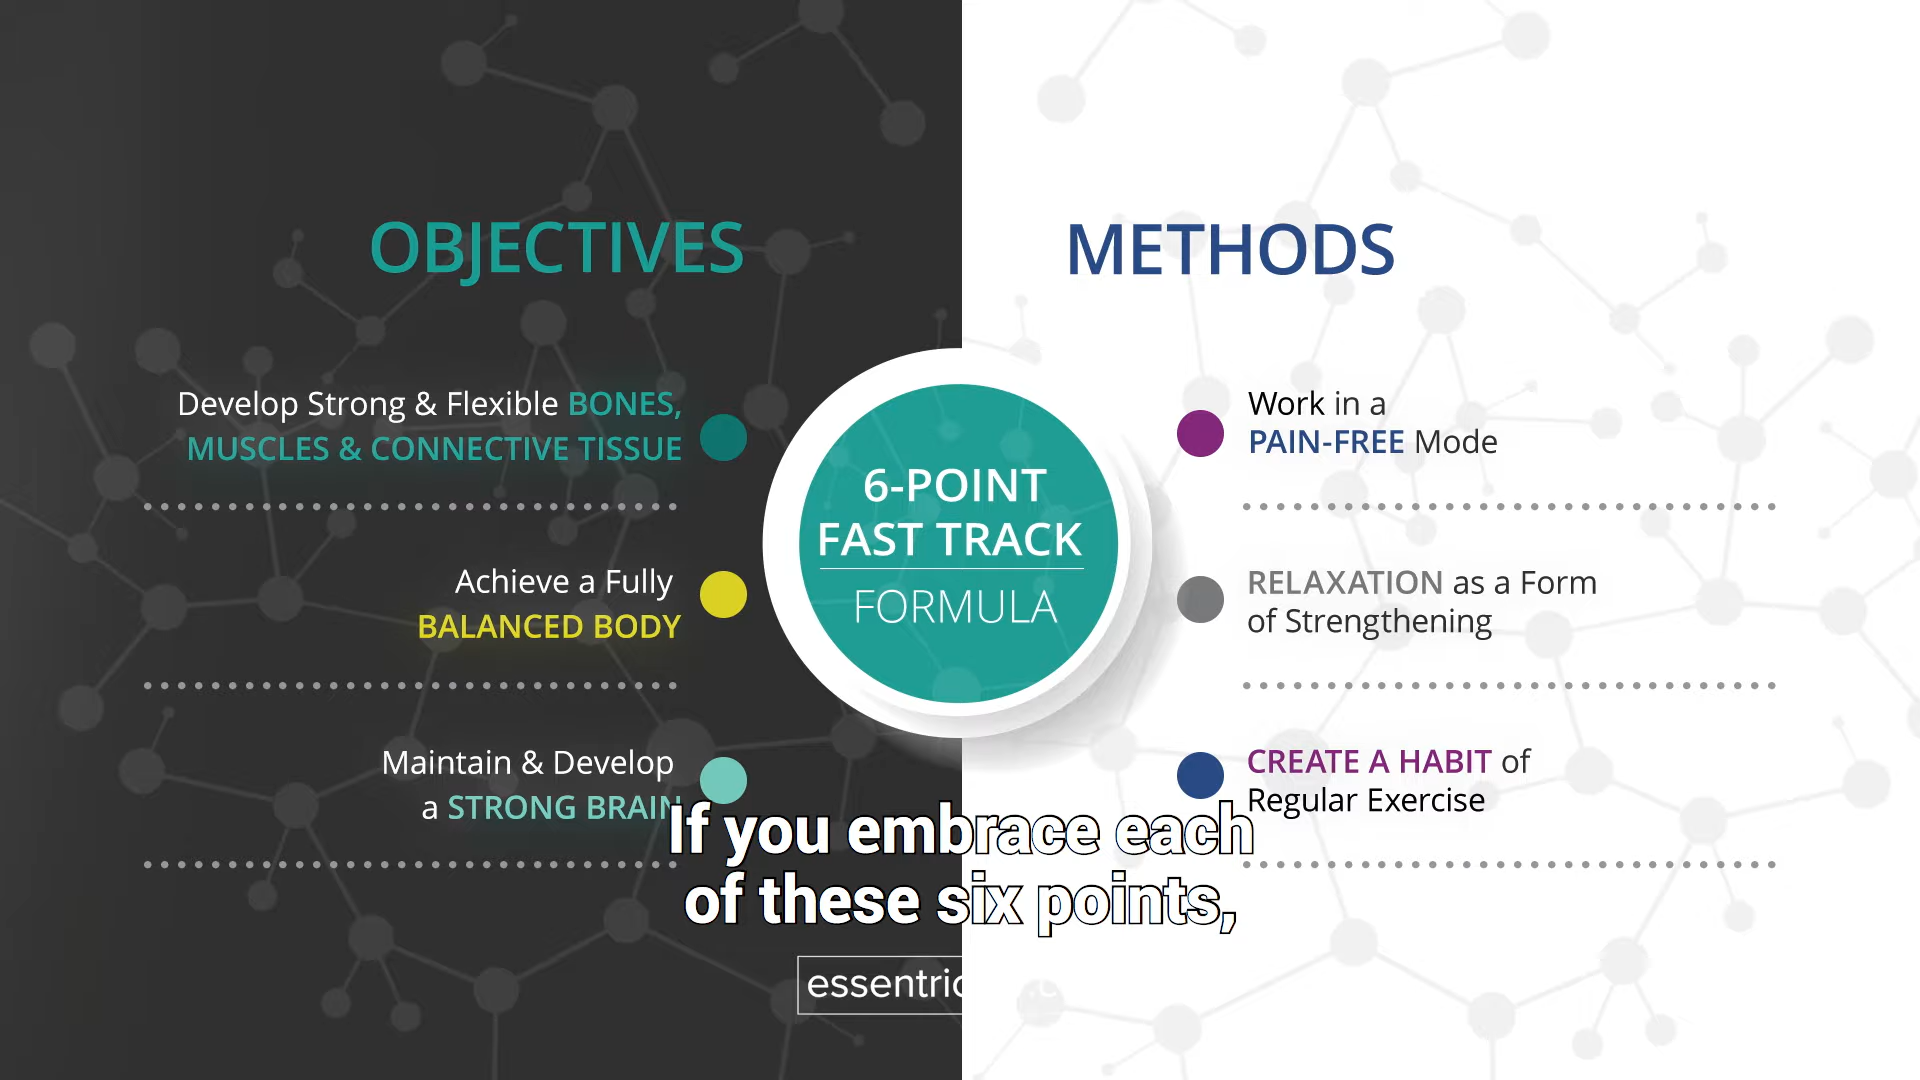 OBJECTIVES
Develop Strong & Flexible BONES,
MUSCLES & CONNECTIVE TISSUE
Achieve a Fully
BALANCED BODY
Maintain & Develop
a STRONG BRAIN
6-POINT
FAST TRACK
FORMULA
METHODS
Work in a
PAIN-FREE Mode
RELAXATION as a Form
of Strengthening
CREATE A HABIT of
Regular Exercise
If you embrace each
of these six points,